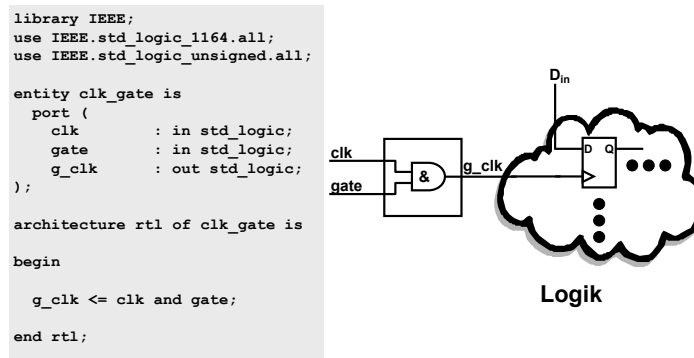 library IEEE;
use IEEE.std_logic_1164.all;
use IEEE.std_logic_unsigned.all;
entity clk_gate is
port (
clk : in std_logic;
gate : in std_logic;
g_clk : out std_logic;
);
architecture rtl of clk_gate is
begin
g_clk <= clk and gate;
end rtl;
Din
clk
gate
&
g_clk
D Q
Logik